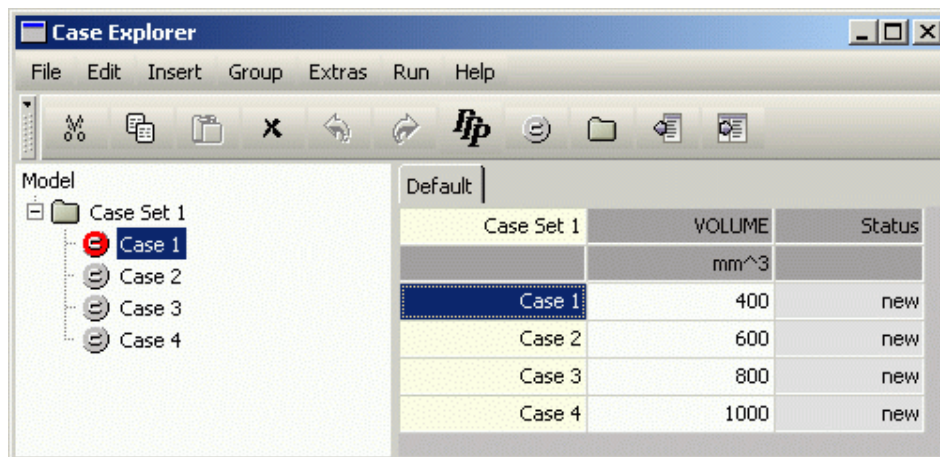 Case Explorer
File Edit Insert Group Extras Run Help
Model
Case Set 1
Case 1
Case 2
Case 3
Case 4
Default
Case Set 1 VOLUME Status
mm^3
Case 1 400 new
Case 2 600 new
Case 3 800 new
Case 4 1000 new